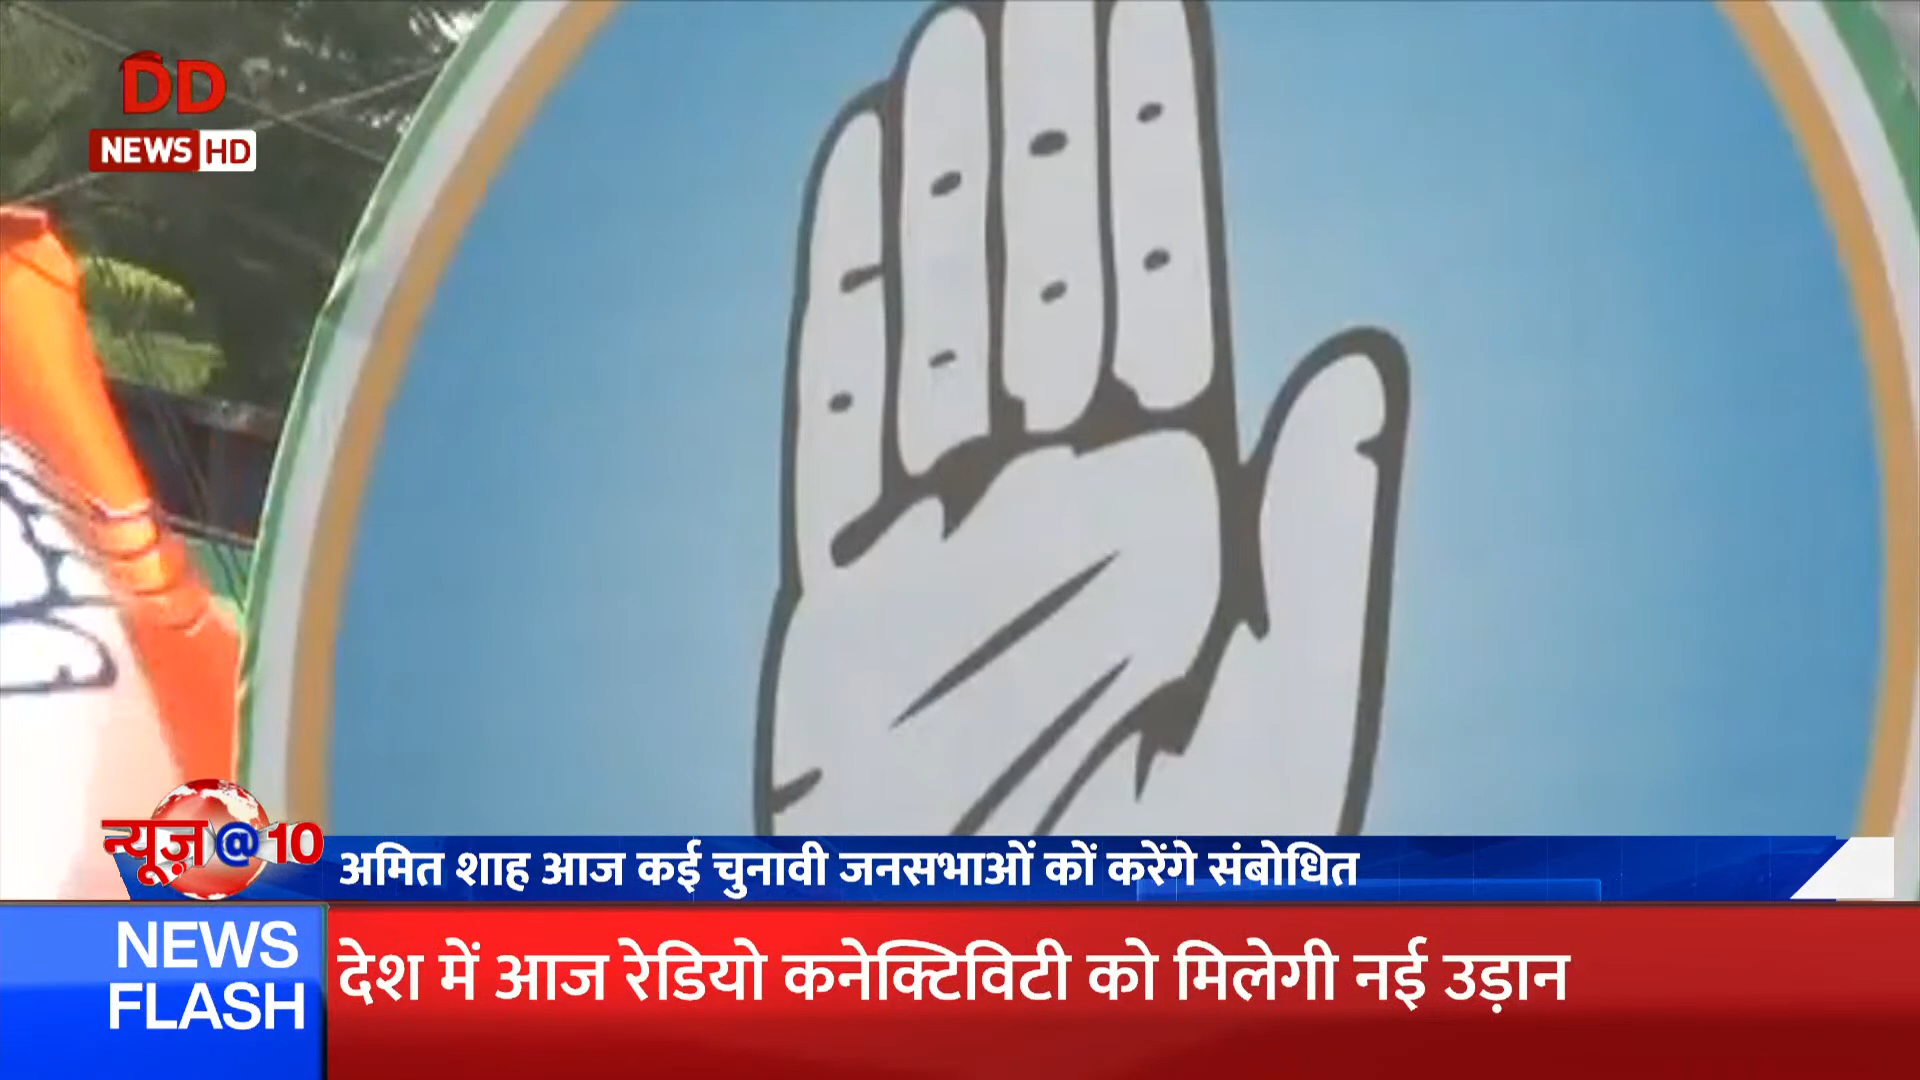 DD
NEWS HD
न्यूज़@10
अमित शाह आज कई चुनावी जनसभाओं कों करेंगे संबोधित
NEWS
FLASH
देश में आज रेडियो कनेक्टिविटी को मिलेगी नई उड़ान